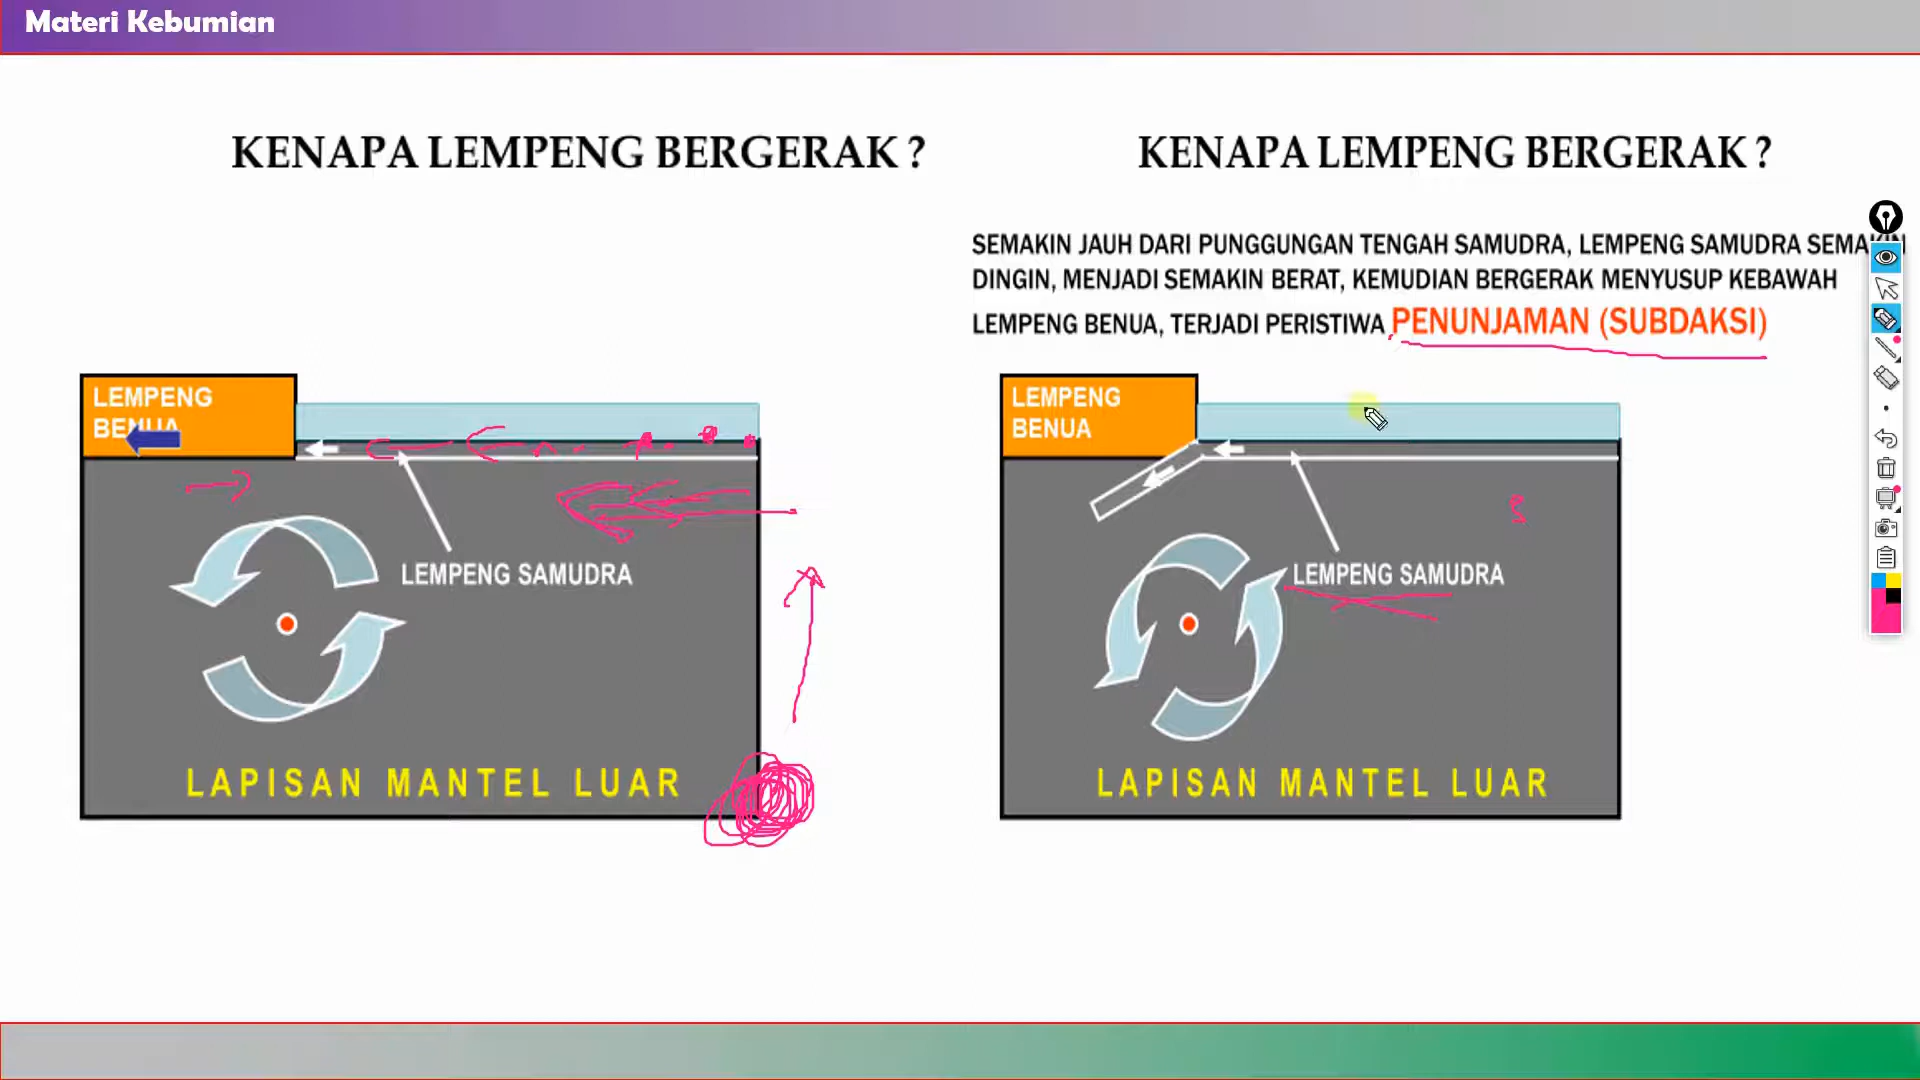 Materi Kebumian
KENAPA LEMPENG BERGERAK ?
LEMPENG
BENUA
LEMPENG SAMUDRA
LAPISAN MANTEL LUAR
KENAPA LEMPENG BERGERAK ?
SEMAKIN JAUH DARI PUNGGUNGAN TENGAH SAMUDRA, LEMPENG SAMUDRA SEMAKIN
DINGIN, MENJADI SEMAKIN BERAT, KEMUDIAN BERGERAK MENYUSUP KEBAWAH
LEMPENG BENUA, TERJADI PERISTIWA PENUNJAMAN (SUBDAKSI)
LEMPENG
BENUA
LEMPENG SAMUDRA
LAPISAN MANTEL LUAR